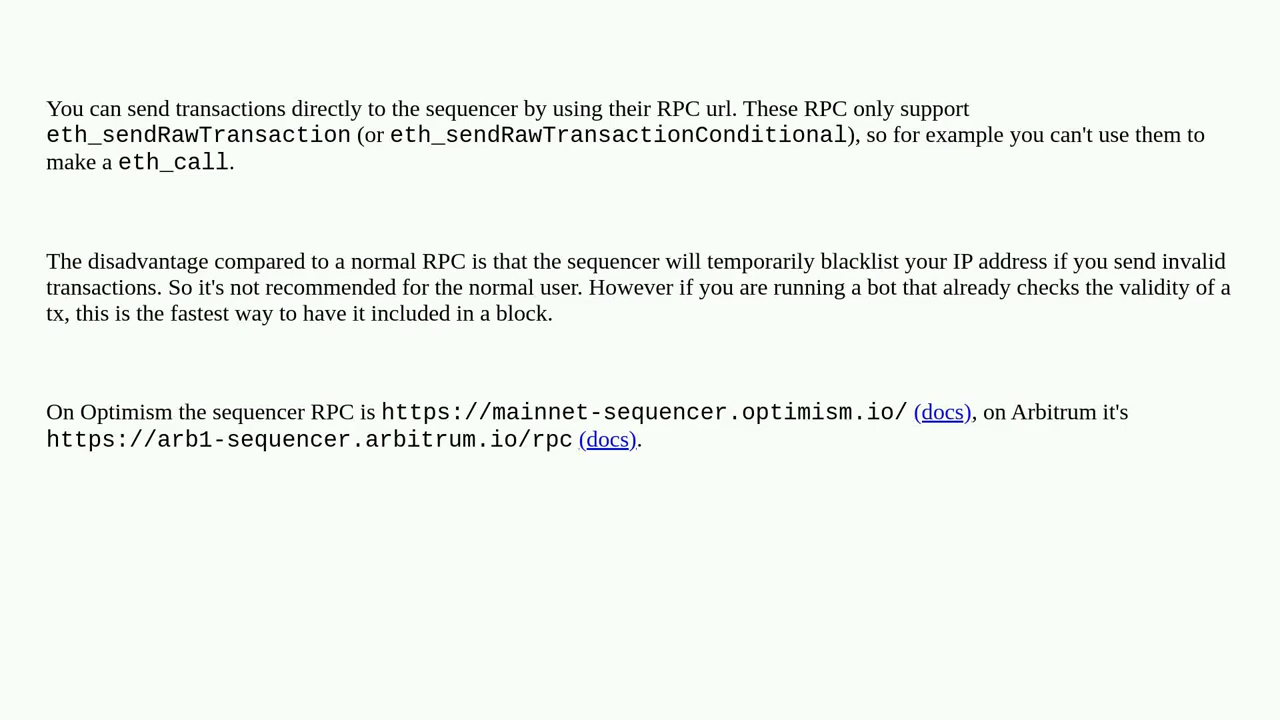 You can send transactions directly to the sequencer by using their RPC url. These RPC only support
eth_sendRawTransaction (or eth_sendRawTransactionConditional), so for example you can't use them to
make a eth_call.
The disadvantage compared to a normal RPC is that the sequencer will temporarily blacklist your IP address if you send invalid
transactions. So it's not recommended for the normal user. However if you are running a bot that already checks the validity of a
tx, this is the fastest way to have it included in a block.
On Optimism the sequencer RPC is https://mainnet-sequencer.optimism.io/ (docs), on Arbitrum it's
https://arb1-sequencer.arbitrum.io/rpc (docs).